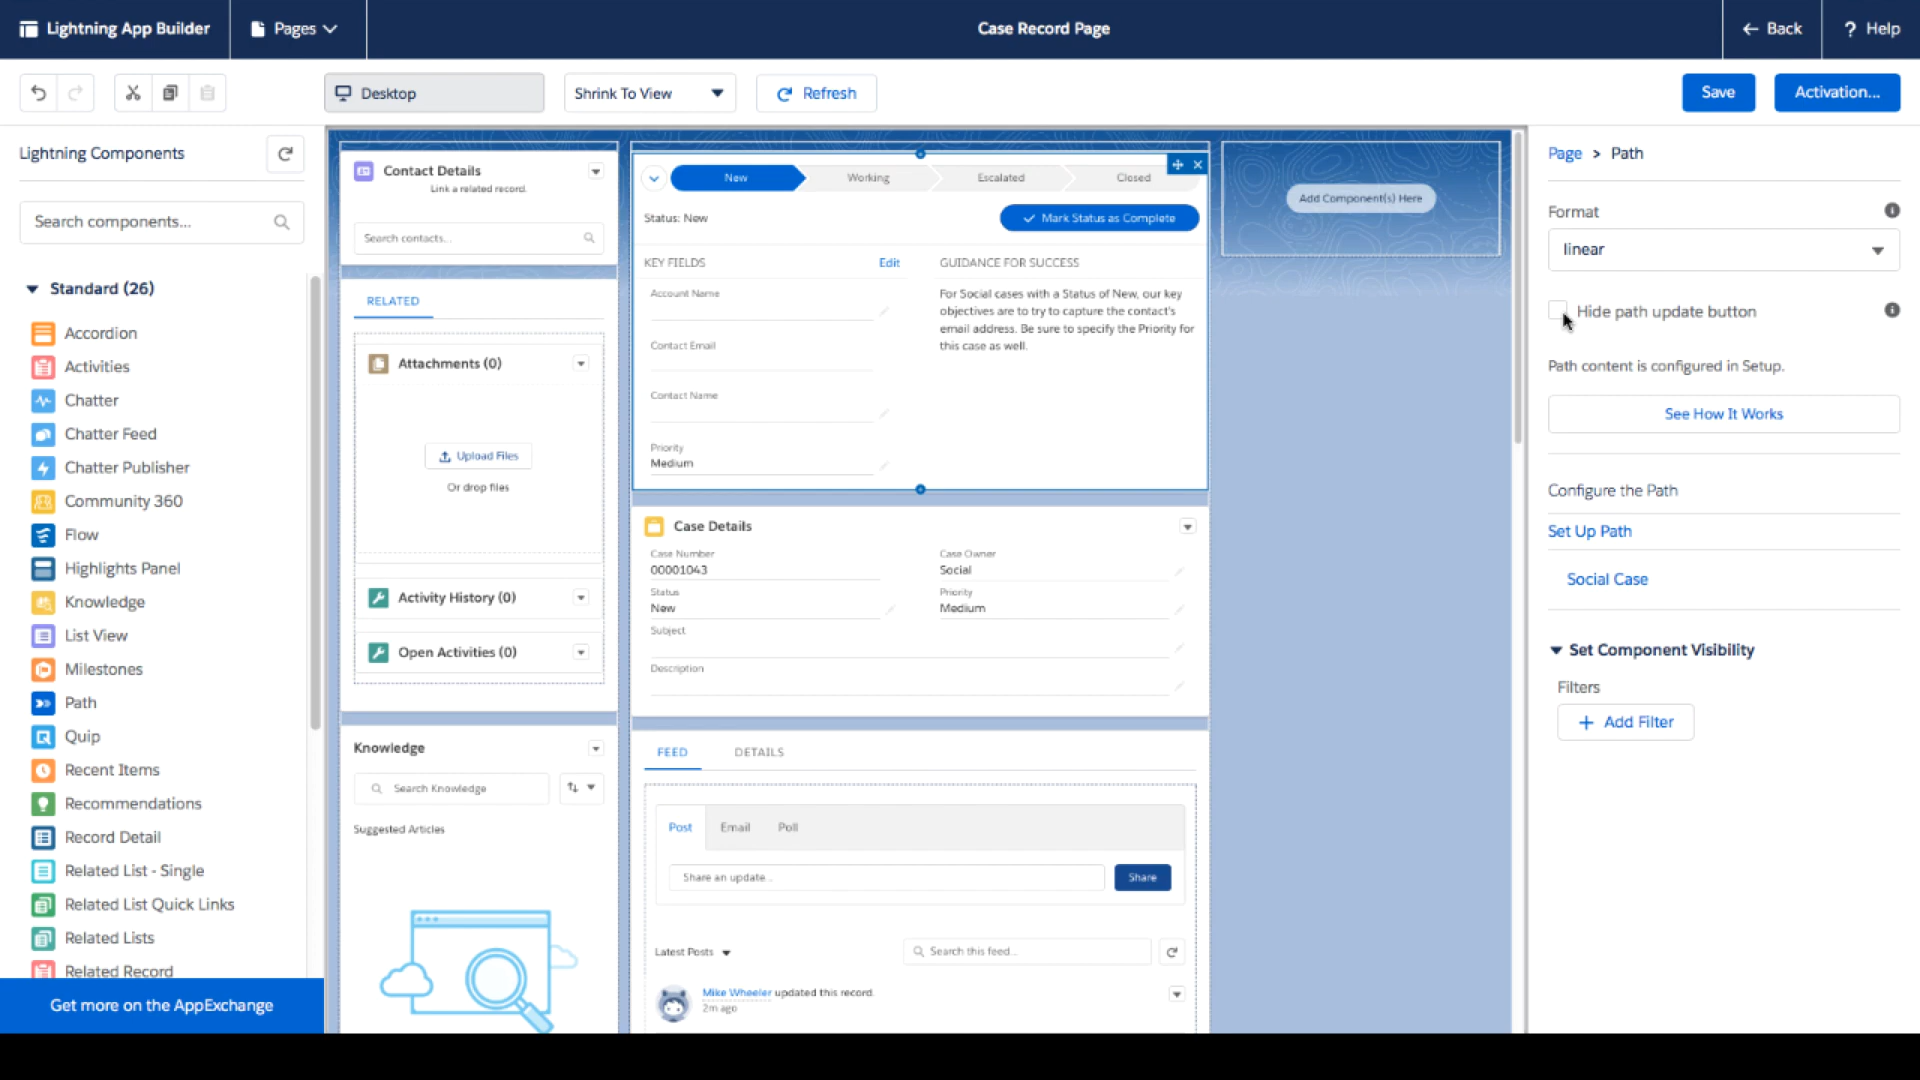 Lightning App Builder
Pages
Case Record Page
Back
? Help
Desktop
Shrink To View
Refresh
Save
Activation...
Lightning Components
Search components...
Standard (26)
Accordion
Activities
Chatter
Chatter Feed
Chatter Publisher
Community 360
Flow
Highlights Panel
Knowledge
List View
Milestones
Path
Quip
Recent Items
Recommendations
Record Detail
Related List - Single
Related List Quick Links
Related Lists
Related Record
Get more on the AppExchange
Contact Details
Link a related record.
Search contacts...
RELATED
Attachments (0)
Upload Files
Or drop files
Activity History (0)
Open Activities (0)
Knowledge
Search Knowledge
Suggested Articles
New
Working
Escalated
Closed
Status: New
Mark Status as Complete
KEY FIELDS
Edit
Account Name
Contact Email
Contact Name
Priority
Medium
GUIDANCE FOR SUCCESS
For Social cases with a Status of New, our key
objectives are to try to capture the contact's
email address. Be sure to specify the Priority for
this case as well.
Case Details
Case Number
00001043
Case Owner
Social
Status
New
Priority
Medium
Subject
Description
FEED
DETAILS
Post
Email
Poll
Share an update...
Share
Latest Posts
Search this feed...
Mike Wheeler updated this record.
2m ago
Add Component(s) Here
Page > Path
Format
linear
Hide path update button
Path content is configured in Setup.
See How It Works
Configure the Path
Set Up Path
Social Case
Set Component Visibility
Filters
+ Add Filter